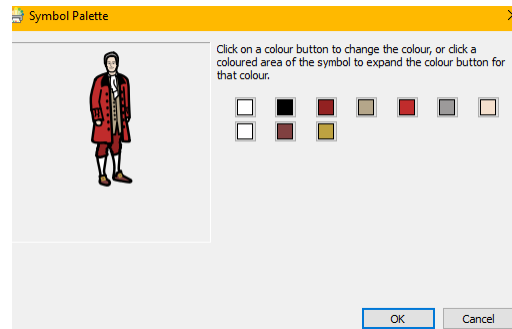 Symbol Palette
Click on a colour button to change the colour, or click a
coloured area of the symbol to expand the colour button for
that colour.
OK
Cancel